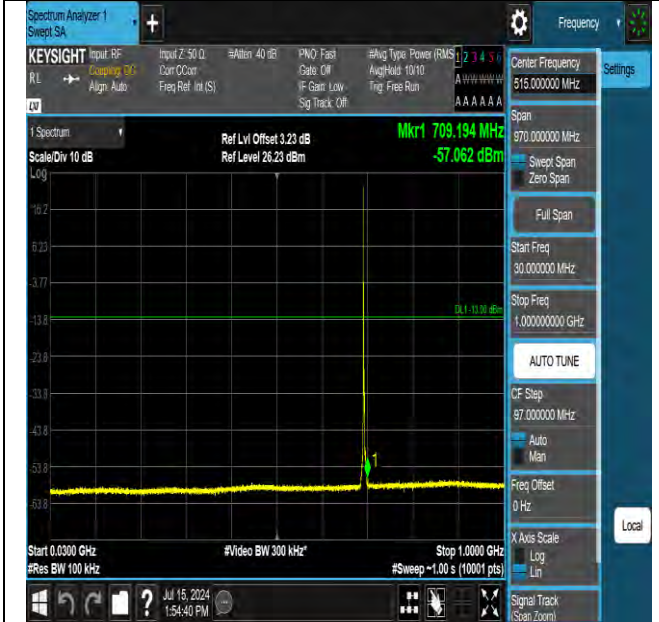 Spectrum Analyzer 1
Swept SA
Frequency
KEYSIGHT
RL
LXI
Input: RF
Coupling: DC
Align: Auto
Input Z: 50 Ω
Corr CCorr
Freq Ref: Int (S)
#Atten: 40 dB
PNO: Fast
Gate: Off
IF Gain: Low
Sig Track: Off
#Avg Type: Power (RMS
Avg|Hold: 10/10
Trig: Free Run
1 2 3 4 5 6
A W W W W W
A A A A A A
1 Spectrum
Scale/Div 10 dB
Log
Ref Lvl Offset 3.23 dB
Ref Level 26.23 dBm
Mkr1 709.194 MHz
-57.062 dBm
16.2
6.23
-3.77
DL1 -13.00 dBm
-13.8
-23.8
-33.8
-43.8
-53.8
-63.8
1
Start 0.0300 GHz
#Res BW 100 kHz
#Video BW 300 kHz*
Stop 1.0000 GHz
#Sweep ~1.00 s (10001 pts)
Jul 15, 2024
1:54:40 PM
Center Frequency
515.000000 MHz
Settings
Span
970.000000 MHz
Swept Span
Zero Span
Full Span
Start Freq
30.000000 MHz
Stop Freq
1.000000000 GHz
AUTO TUNE
CF Step
97.000000 MHz
Auto
Man
Freq Offset
0 Hz
X Axis Scale
Log
Lin
Local
Signal Track
(Span Zoom)